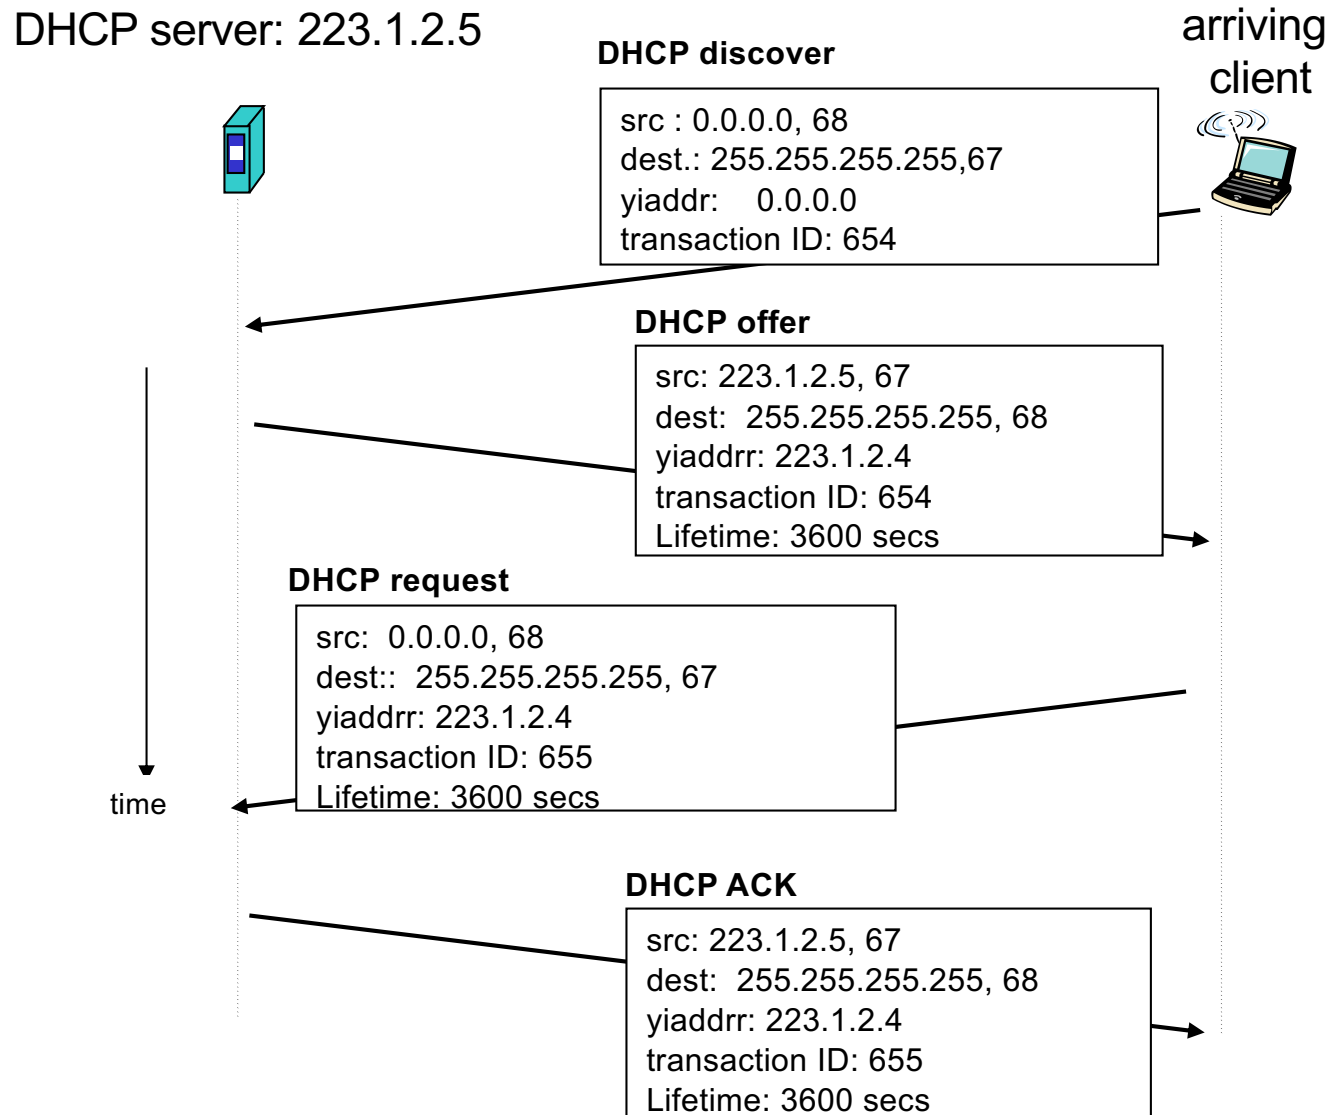 DHCP server: 223.1.2.5
arriving
client
DHCP discover
src : 0.0.0.0, 68
dest.: 255.255.255.255,67
yiaddr: 0.0.0.0
transaction ID: 654
DHCP offer
src: 223.1.2.5, 67
dest: 255.255.255.255, 68
yiaddrr: 223.1.2.4
transaction ID: 654
Lifetime: 3600 secs
DHCP request
src: 0.0.0.0, 68
dest:: 255.255.255.255, 67
yiaddrr: 223.1.2.4
transaction ID: 655
Lifetime: 3600 secs
time
DHCP ACK
src: 223.1.2.5, 67
dest: 255.255.255.255, 68
yiaddrr: 223.1.2.4
transaction ID: 655
Lifetime: 3600 secs